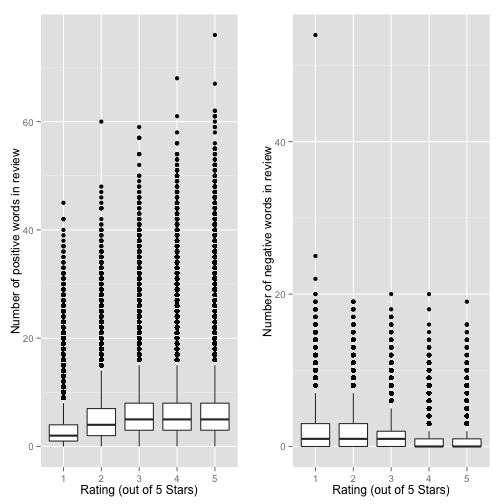 Number of positive words in review
60
40
20
0
1 2 3 4 5
Rating (out of 5 Stars)
Number of negative words in review
40
20
0
1 2 3 4 5
Rating (out of 5 Stars)